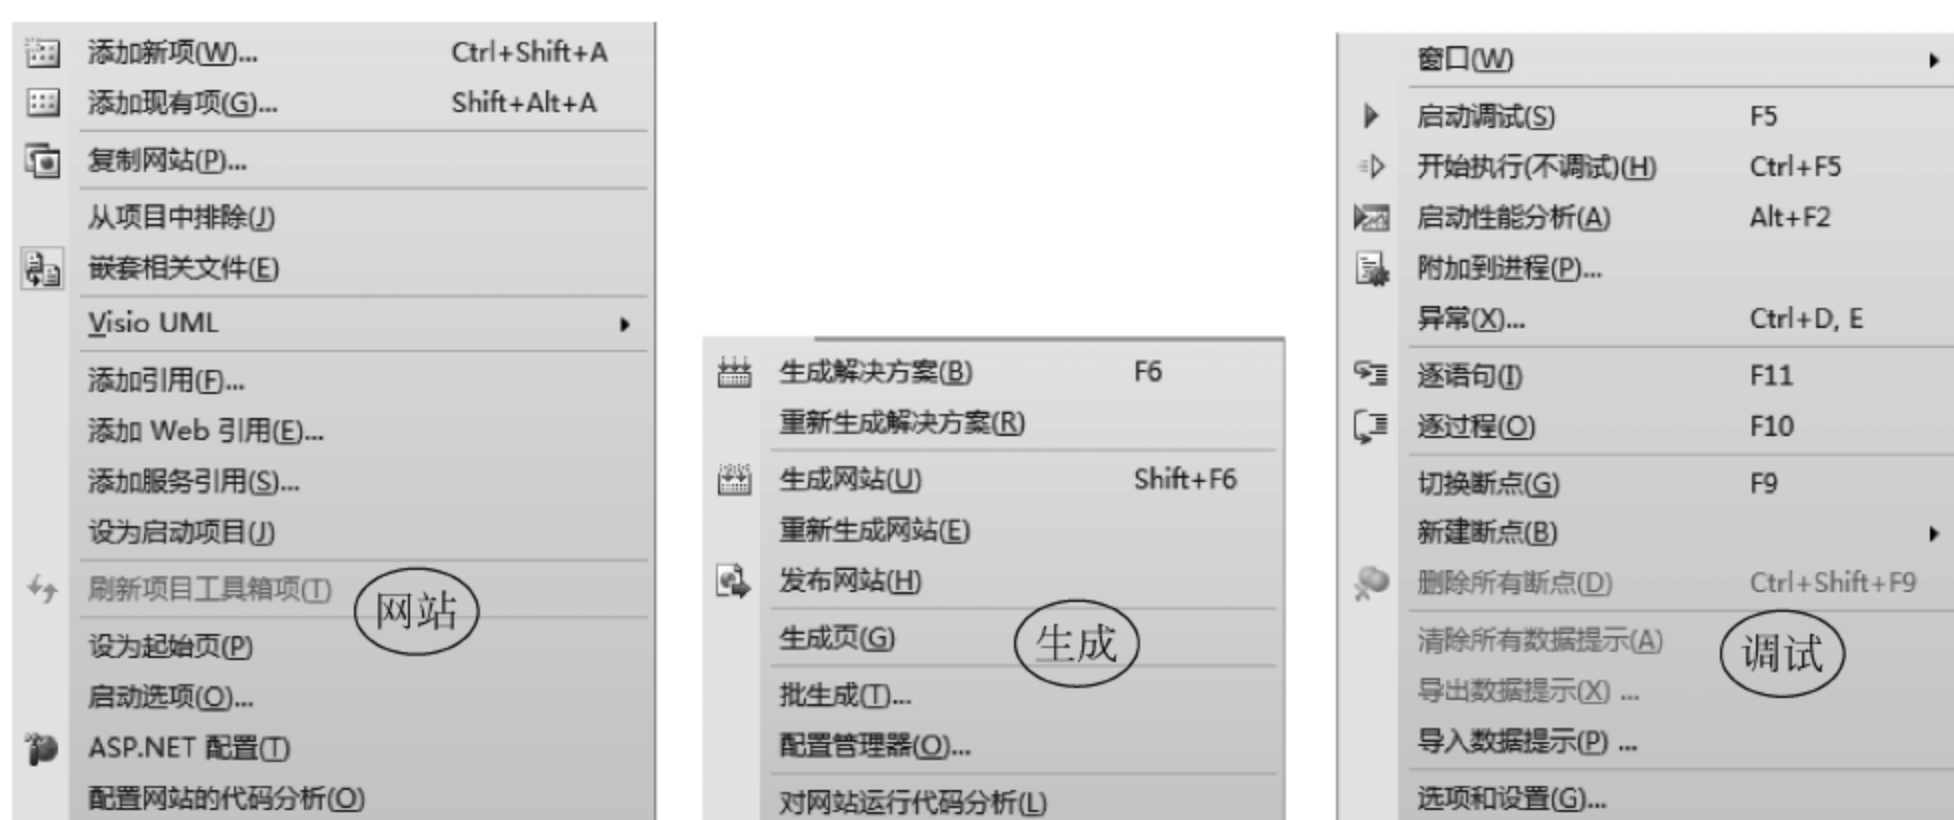 添加新项(W)... Ctrl+Shift+A
添加现有项(G)... Shift+Alt+A
复制网站(P)...
从项目中排除(J)
嵌套相关文件(E)
Visio UML
添加引用(F)...
添加 Web 引用(E)...
添加服务引用(S)...
设为启动项目(J)
刷新项目工具箱项(T)
网站
设为起始页(P)
启动选项(O)...
ASP.NET 配置(T)
配置网站的代码分析(O)
生成解决方案(B) F6
重新生成解决方案(R)
生成网站(U) Shift+F6
重新生成网站(E)
发布网站(H)
生成页(G)
生成
批生成(T)...
配置管理器(O)...
对网站运行代码分析(L)
窗口(W)
启动调试(S) F5
开始执行(不调试)(H) Ctrl+F5
启动性能分析(A) Alt+F2
附加到进程(P)...
异常(X)... Ctrl+D, E
逐语句(I) F11
逐过程(O) F10
切换断点(G) F9
新建断点(B)
删除所有断点(D) Ctrl+Shift+F9
清除所有数据提示(A)
调试
导出数据提示(X) ...
导入数据提示(P) ...
选项和设置(G)...